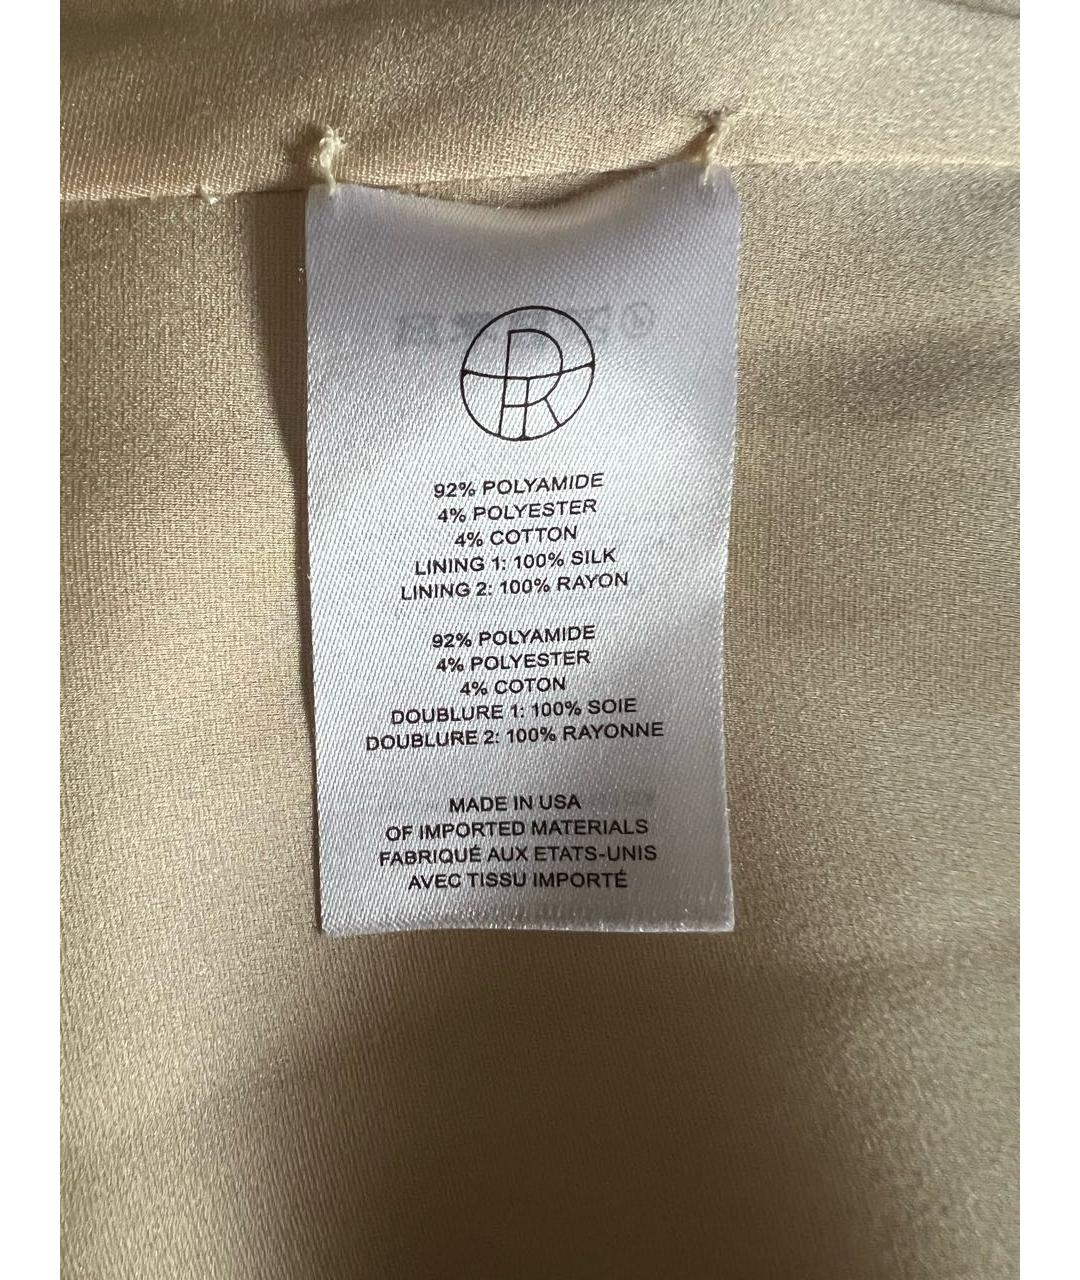 92% POLYAMIDE
4% POLYESTER
4% COTTON
LINING 1: 100% SILK
LINING 2: 100% RAYON
92% POLYAMIDE
4% POLYESTER
4% COTON
DOUBLURE 1: 100% SOIE
DOUBLURE 2: 100% RAYONNE
MADE IN USA
OF IMPORTED MATERIALS
FABRIQUÉ AUX ETATS-UNIS
AVEC TISSU IMPORTÉ